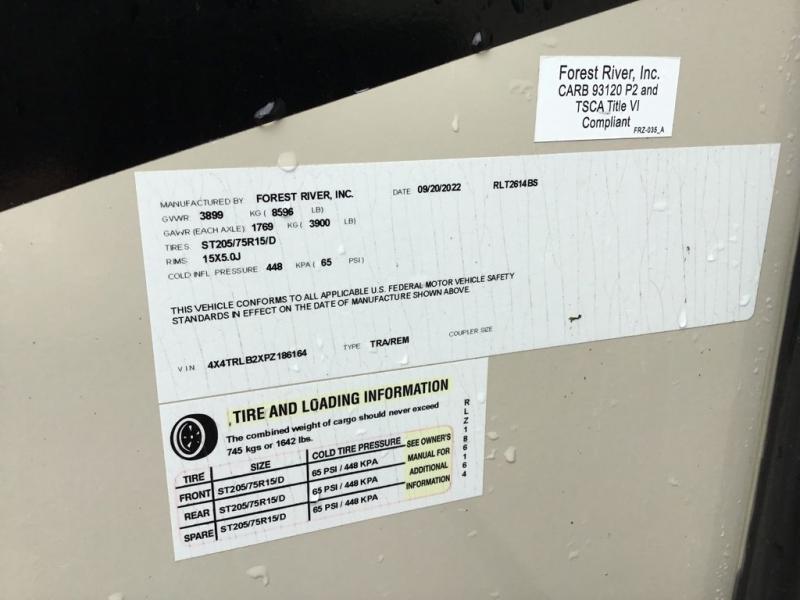 Forest River, Inc.
CARB 93120 P2 and
TSCA Title VI
Compliant FRZ-035_A
MANUFACTURED BY FOREST RIVER, INC. DATE 09/20/2022 RLT2614BS
GVWR 3899 KG ( 8596 LB)
GAWR (EACH AXLE) 1769 KG ( 3900 LB)
TIRES ST205/75R15/D
RIMS 15X5.0J
COLD INFL PRESSURE 448 KPA ( 65 PSI)
THIS VEHICLE CONFORMS TO ALL APPLICABLE U.S. FEDERAL MOTOR VEHICLE SAFETY
STANDARDS IN EFFECT ON THE DATE OF MANUFACTURE SHOWN ABOVE
VIN 4X4TRLB2XPZ186164 TYPE TRA/REM COUPLER SIZE
TIRE AND LOADING INFORMATION
The combined weight of cargo should never exceed
745 kgs or 1642 lbs.
TIRE SIZE COLD TIRE PRESSURE SEE OWNER'S
FRONT ST205/75R15/D 65 PSI / 448 KPA MANUAL FOR
REAR ST205/75R15/D 65 PSI / 448 KPA ADDITIONAL
SPARE ST205/75R15/D 65 PSI / 448 KPA INFORMATION
RLZ186164